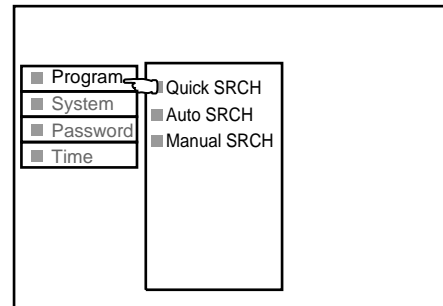 Program
System
Password
Time
Quick SRCH
Auto SRCH
Manual SRCH